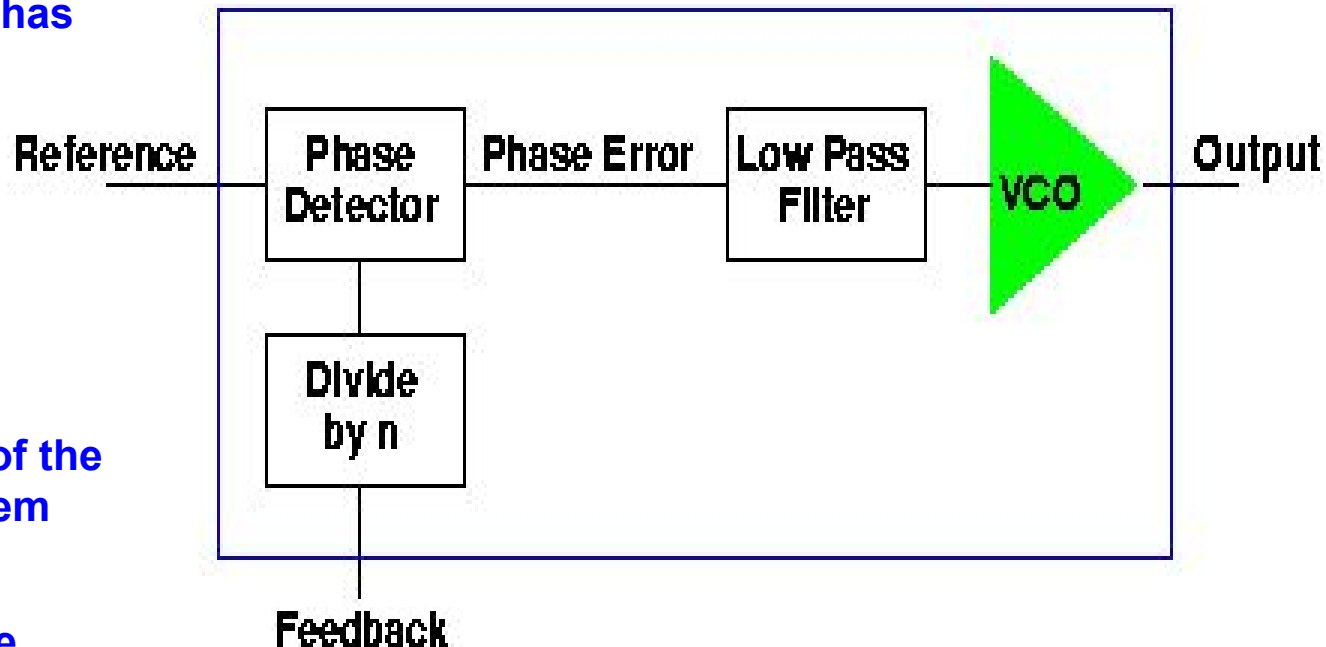 has
Reference
Phase
Detector
Phase Error
Low Pass
Filter
VCO
Output
Divide
by n
of the
em
Feedback